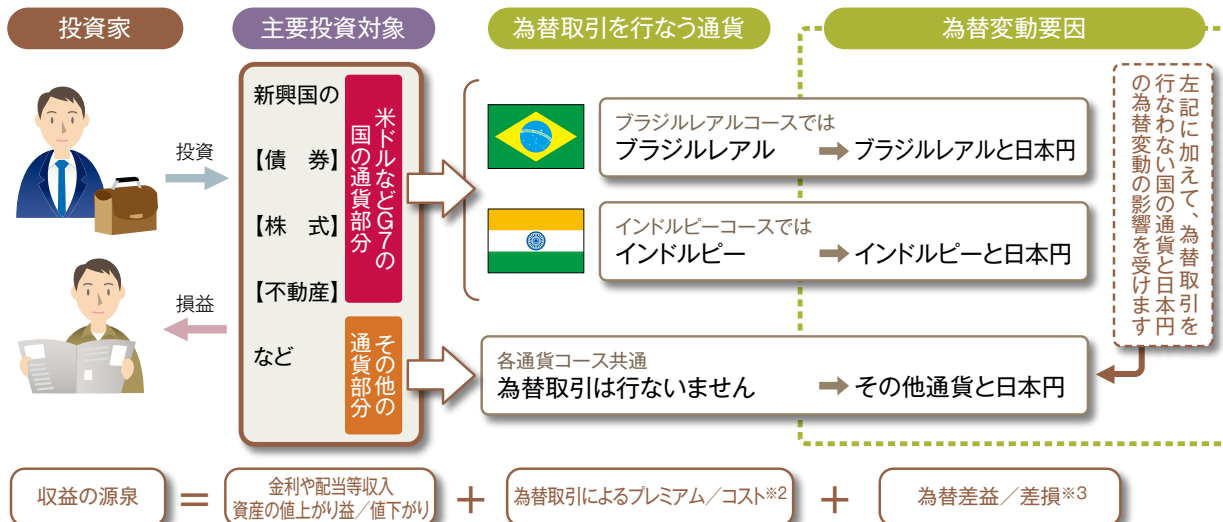 投資家
主要投資対象
為替取引を行なう通貨
為替変動要因
投資
損益
新興国の
【債　券】
【株　式】
【不動産】
など
米ドルなどG7の
国の通貨部分
その他の
通貨部分
ブラジルレアルコースでは
ブラジルレアル
ブラジルレアルと日本円
インドルピーコースでは
インドルピー
インドルピーと日本円
各通貨コース共通
為替取引は行ないません
その他通貨と日本円
左記に加えて、為替取引を
行なわない国の通貨と日本円
の為替変動の影響を受けます
収益の源泉
=
金利や配当等収入
資産の値上がり益／値下がり
+
為替取引によるプレミアム／コスト※2
+
為替差益／差損※3